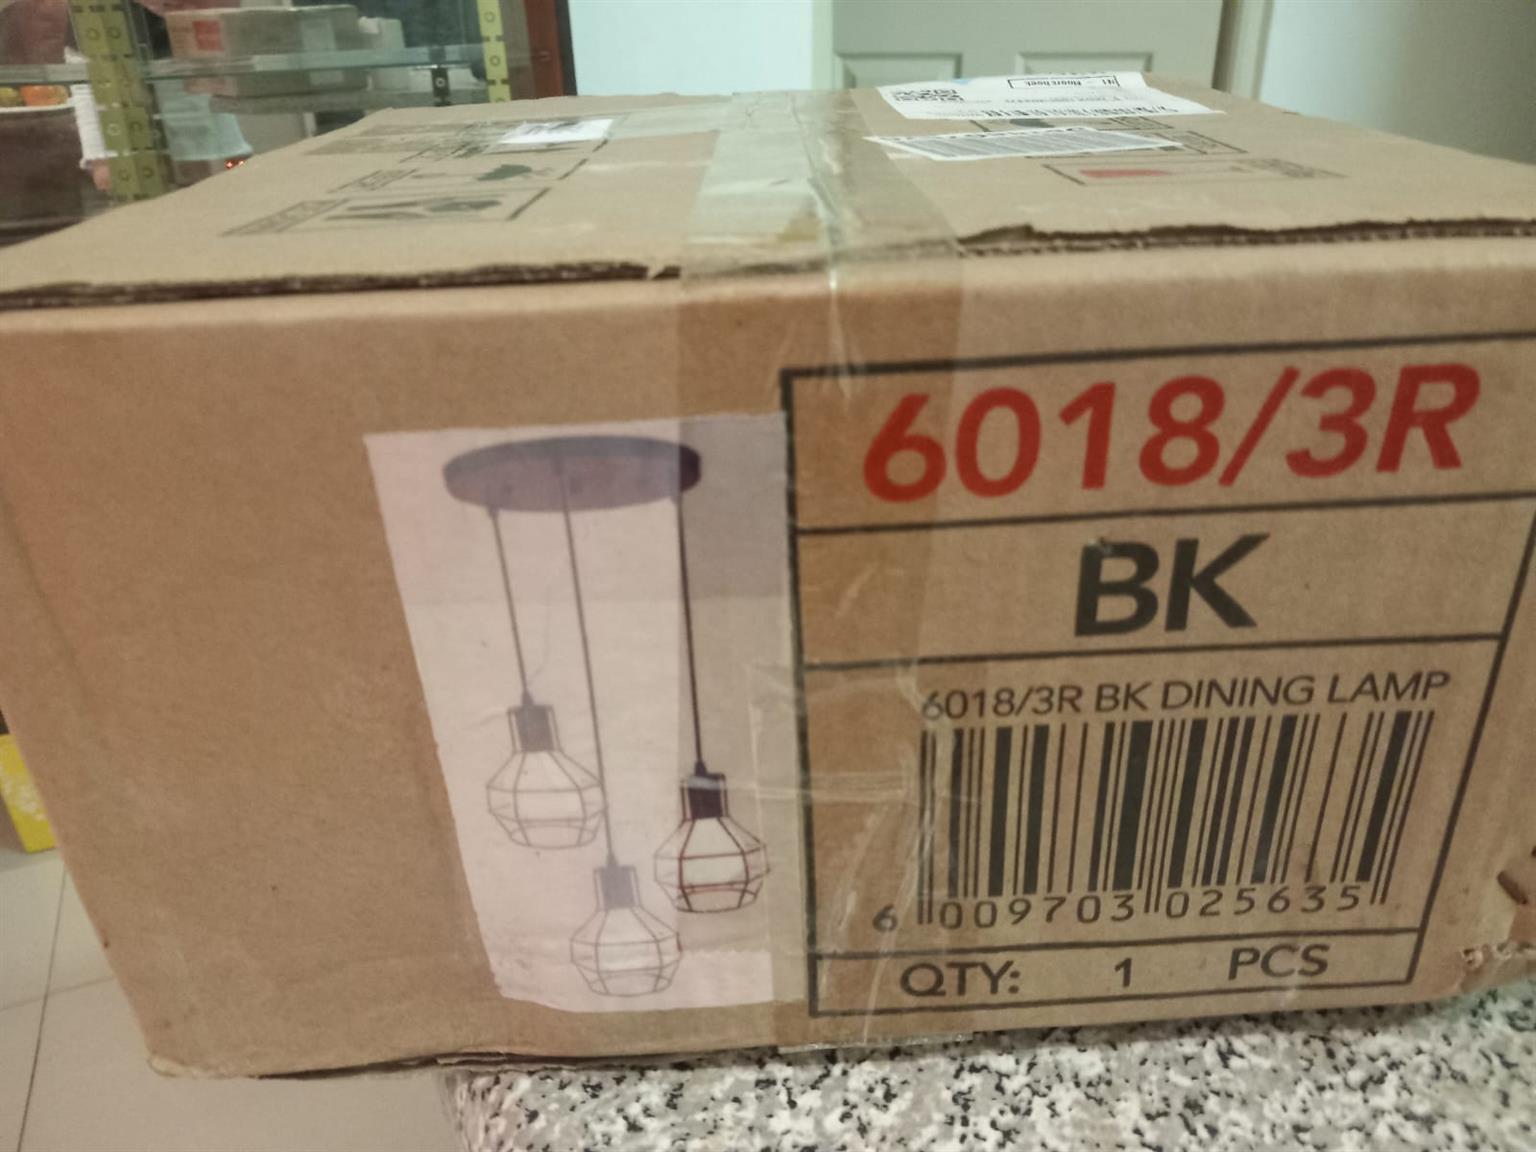 6018/3R
BK
6018/3R BK DINING LAMP
6 009703 025635
QTY: 1 PCS